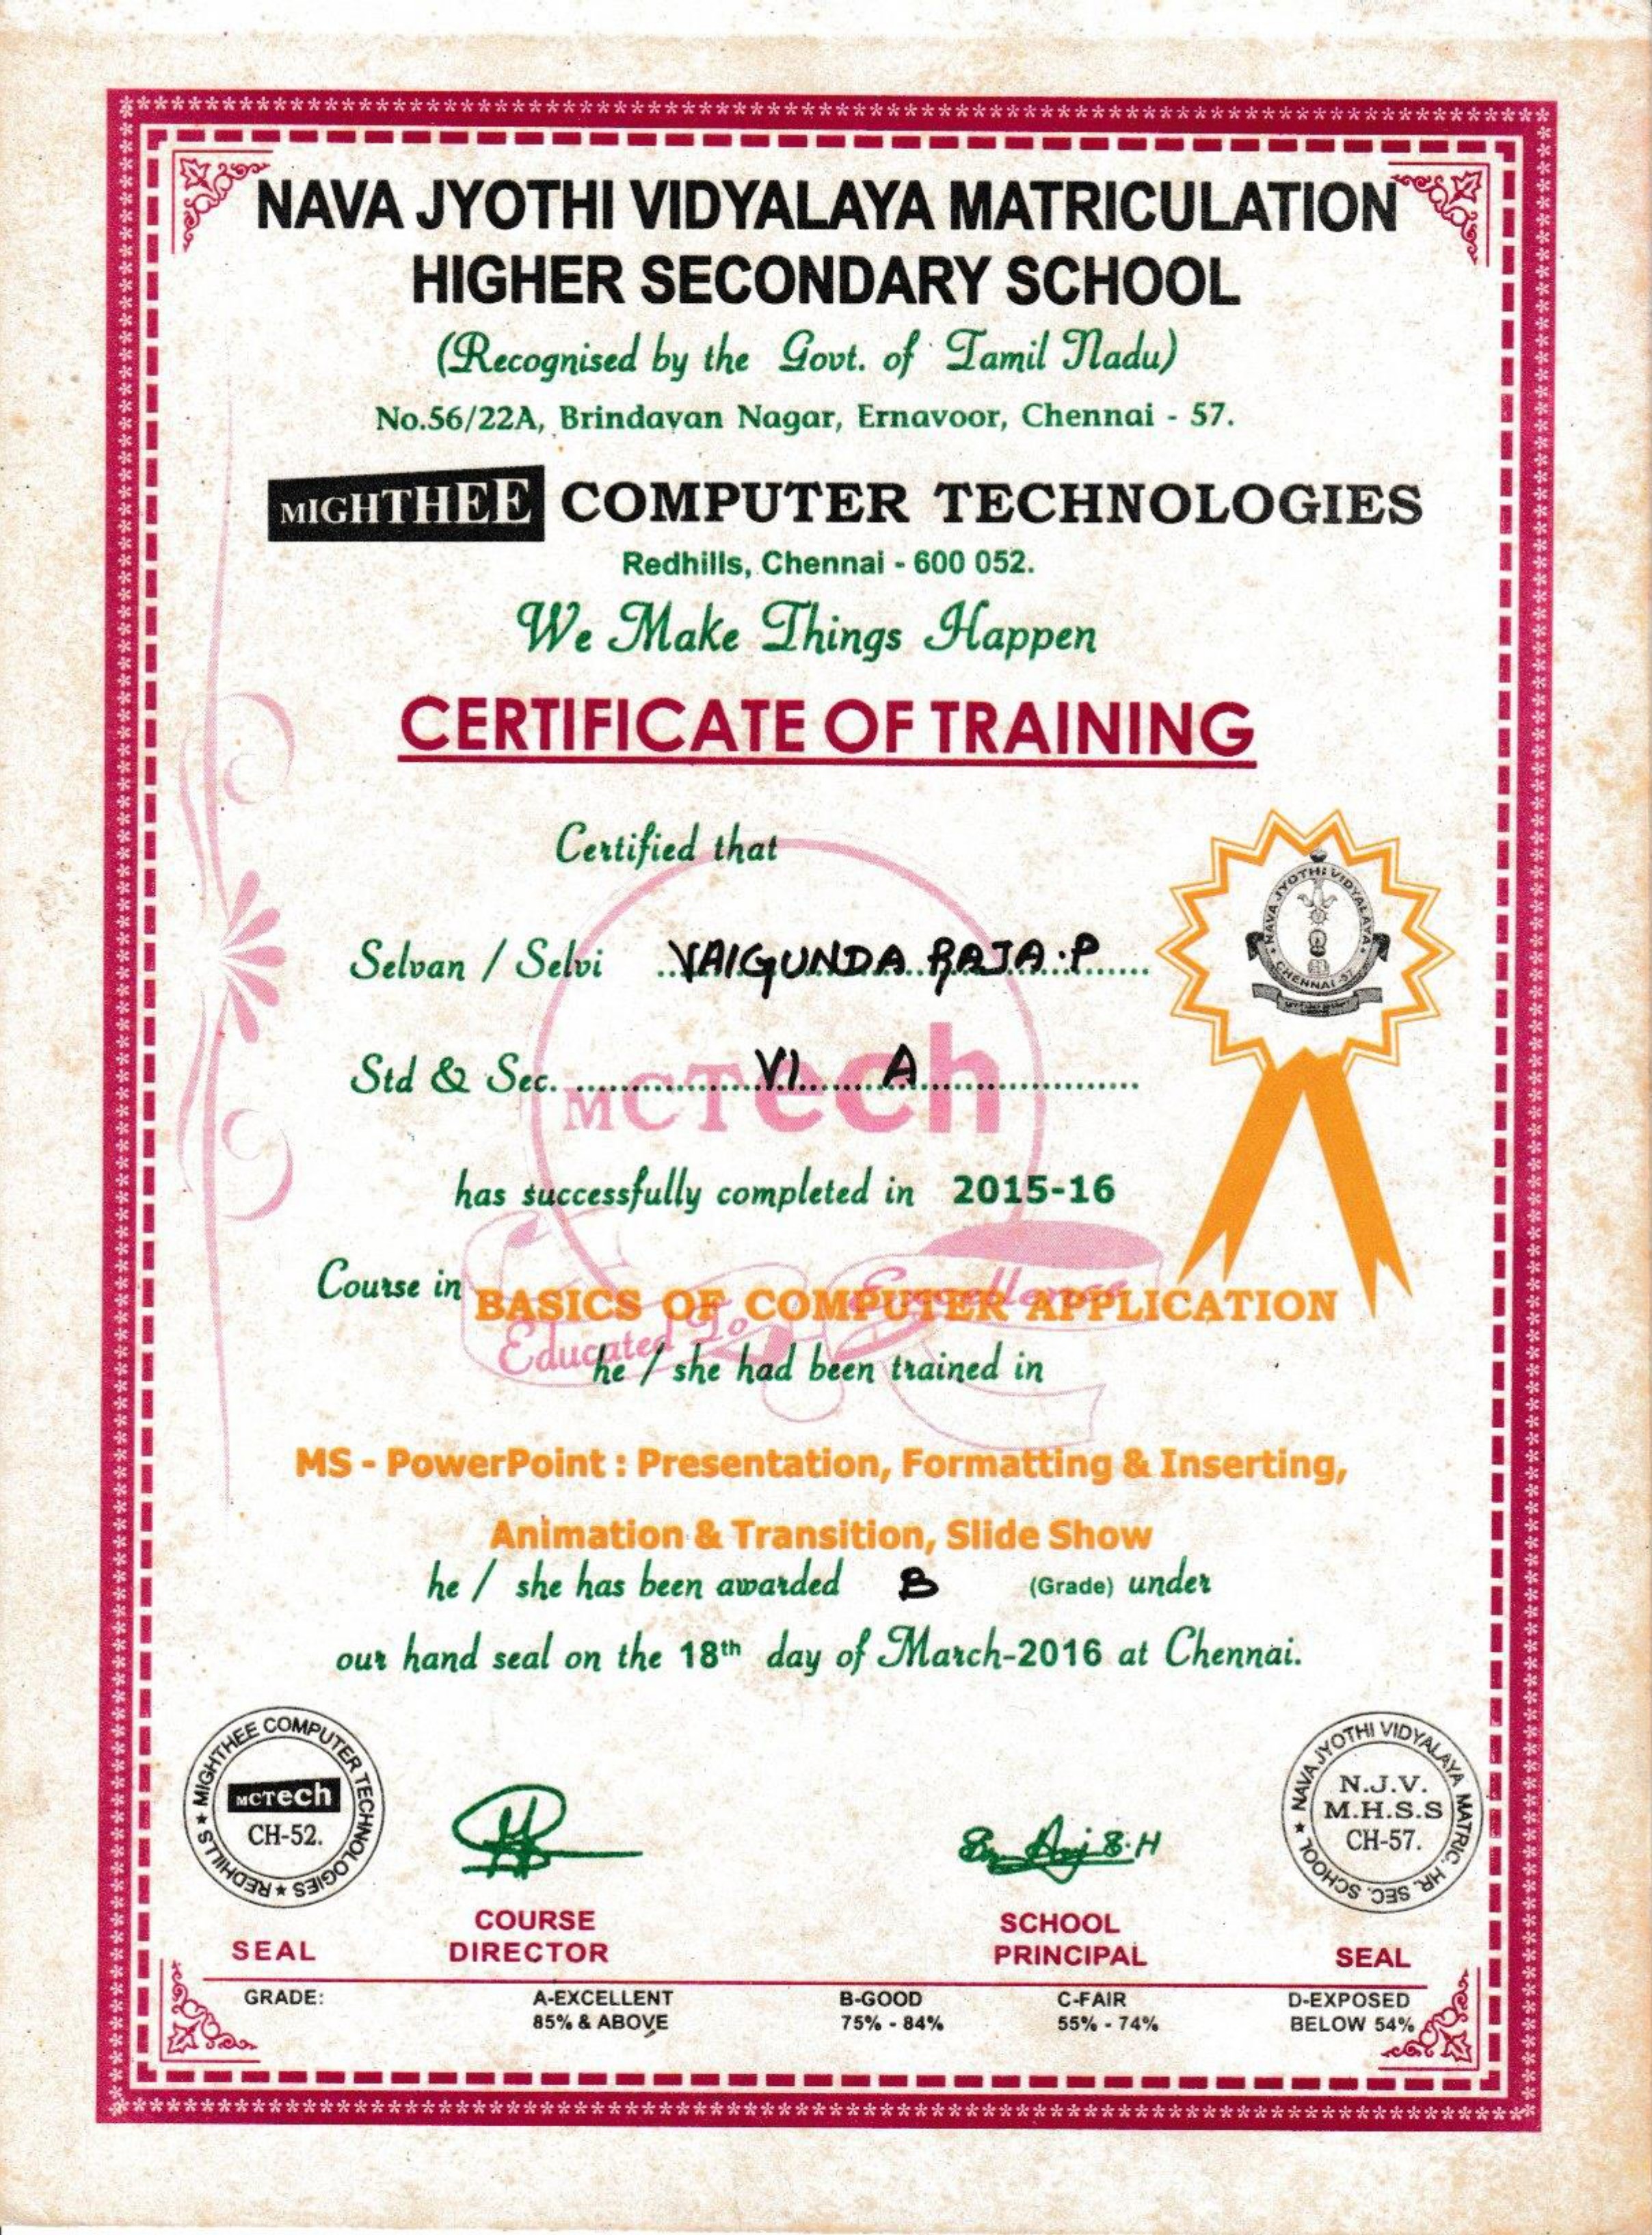 NAVA JYOTHI VIDYALAYA MATRICULATION
HIGHER SECONDARY SCHOOL
(Recognised by the Govt. of Tamil Nadu)
No.56/22A, Brindavan Nagar, Ernavoor, Chennai - 57.
MIGHTHEE COMPUTER TECHNOLOGIES
Redhills, Chennai - 600 052.
We Make Things Happen
CERTIFICATE OF TRAINING
Certified that
NAVA JYOTHI VIDYALAYA
CHENNAI 57
Selvan / Selvi VAIGUNDA RAJA.P
Std & Sec. VI A
MCTech
has successfully completed in 2015-16
Course in BASICS OF COMPUTER APPLICATION
Educated To Excellence
he / she had been trained in
MS - PowerPoint : Presentation, Formatting & Inserting,
Animation & Transition, Slide Show
he / she has been awarded B (Grade) under
our hand seal on the 18th day of March-2016 at Chennai.
MIGHTHEE COMPUTER TECHNOLOGIES ★ REDHILLS ★
MCTech
CH-52.
NAVA JYOTHI VIDYALAYA MATRIC. HR. SEC. SCHOOL ★
N.J.V.
M.H.S.S
CH-57.
SEAL
COURSE
DIRECTOR
SCHOOL
PRINCIPAL
SEAL
GRADE: A-EXCELLENT B-GOOD C-FAIR D-EXPOSED
85% & ABOVE 75% - 84% 55% - 74% BELOW 54%